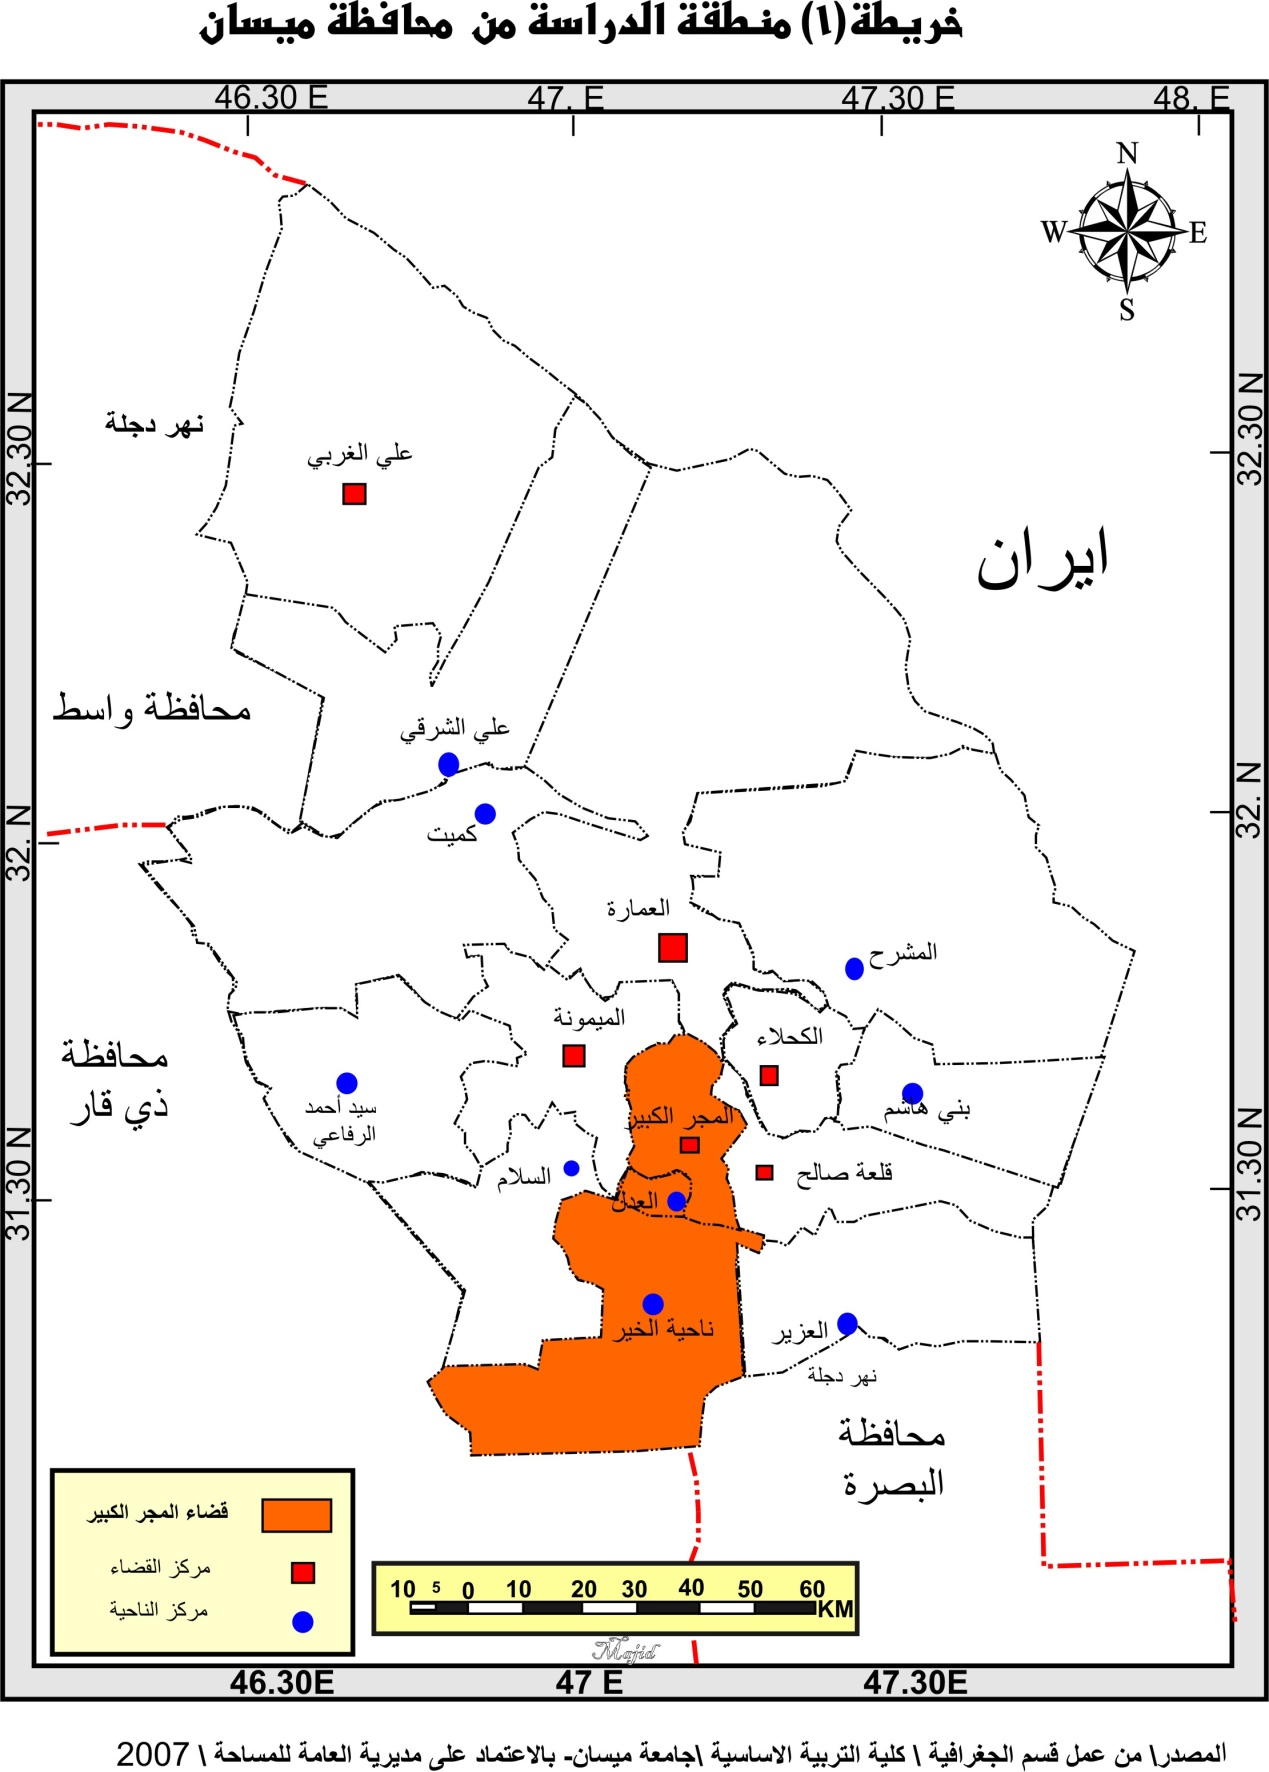 خريطة(١) منطقة الدراسة من محافظة ميسان
46.30 E 47. E 47.30 E 48. E
N
W E
S
32.30 N
32.30 N
نهر دجلة
علي الغربي
ايران
محافظة واسط
علي الشرقي
32. N
32. N
كميت
العمارة
المشرح
الميمونة
الكحلاء
محافظة
ذي قار
سيد أحمد
الرفاعي
بني هاشم
المجر الكبير
31.30 N
31.30 N
السلام
قلعة صالح
العدل
ناحية الخير
العزير
نهر دجلة
محافظة
البصرة
قضاء المجر الكبير
مركز القضاء
مركز الناحية
10 5 0 10 20 30 40 50 60
KM
Majid
46.30E 47 E 47.30E
المصدر\ من عمل قسم الجغرافية \ كلية التربية الاساسية \جامعة ميسان- بالاعتماد على مديرية العامة للمساحة \ 2007